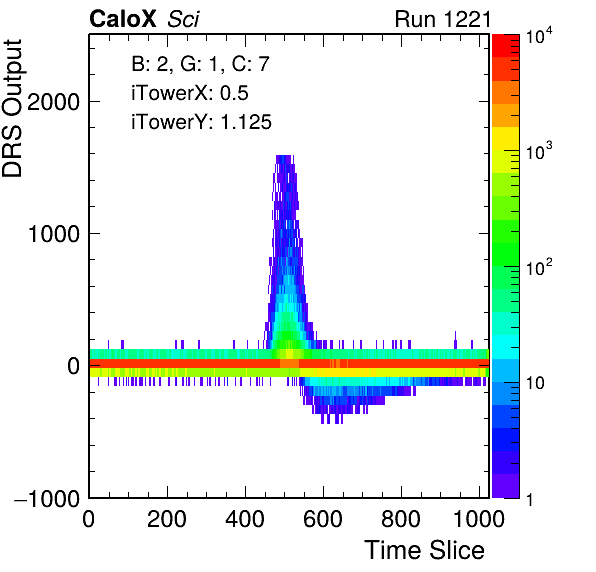 CaloX Sci Run 1221
B: 2, G: 1, C: 7
iTowerX: 0.5
iTowerY: 1.125
DRS Output
2000
1000
0
−1000
0 200 400 600 800 1000
Time Slice
10^4
10^3
10^2
10
1